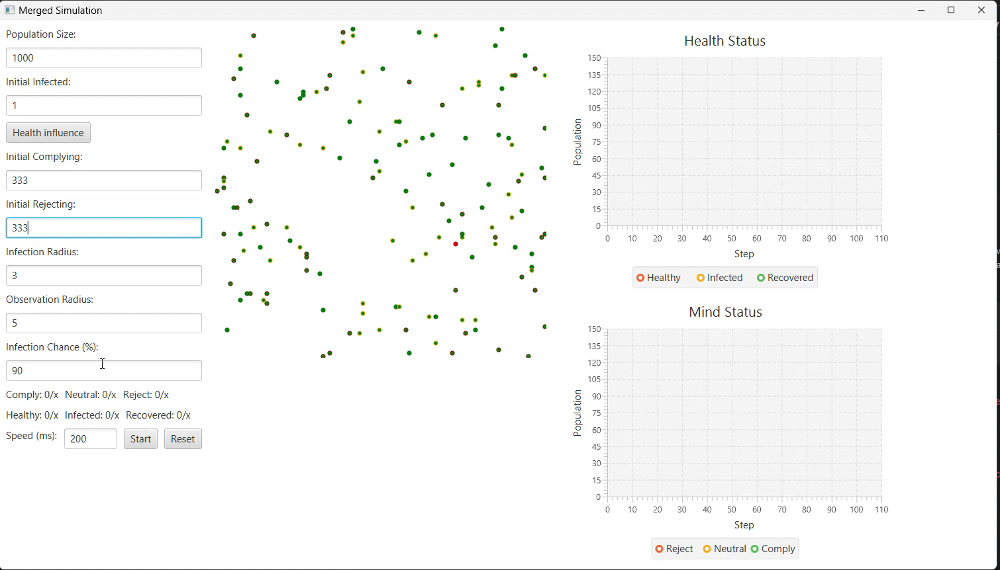 Merged Simulation
Population Size:
1000
Initial Infected:
1
Health influence
Initial Complying:
333
Initial Rejecting:
333
Infection Radius:
3
Observation Radius:
5
Infection Chance (%):
90
Comply: 0/x Neutral: 0/x Reject: 0/x
Healthy: 0/x Infected: 0/x Recovered: 0/x
Speed (ms): 200 Start Reset
Health Status
Population
150
135
120
105
90
75
60
45
30
15
0
0 10 20 30 40 50 60 70 80 90 100 110
Step
Healthy Infected Recovered
Mind Status
Population
150
135
120
105
90
75
60
45
30
15
0
0 10 20 30 40 50 60 70 80 90 100 110
Step
Reject Neutral Comply